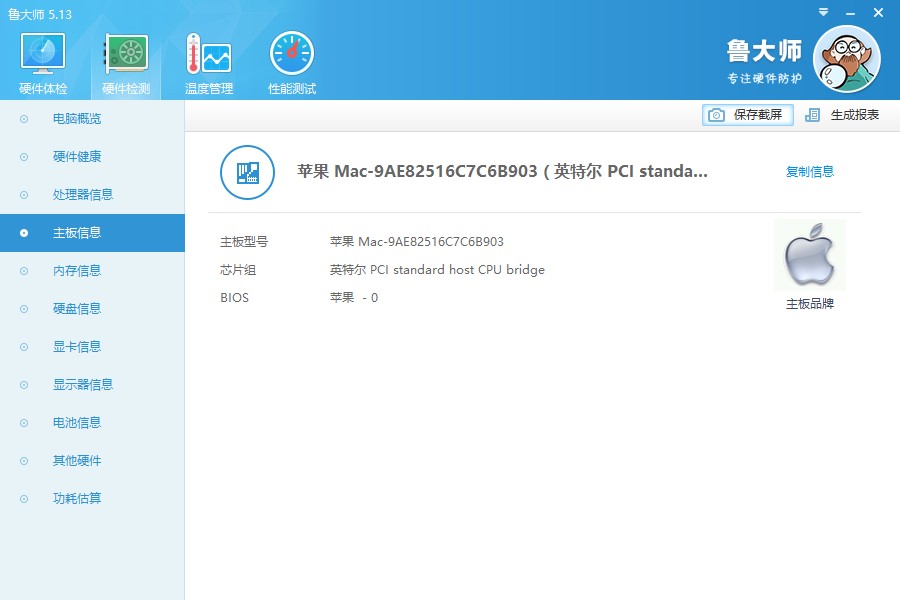 鲁大师 5.13
硬件体检
硬件检测
温度管理
性能测试
鲁大师
专注硬件防护
保存截屏
生成报表
电脑概览
硬件健康
处理器信息
主板信息
内存信息
硬盘信息
显卡信息
显示器信息
电池信息
其他硬件
功耗估算
苹果 Mac-9AE82516C7C6B903 ( 英特尔 PCI standa...
复制信息
主板型号 苹果 Mac-9AE82516C7C6B903
芯片组 英特尔 PCI standard host CPU bridge
BIOS 苹果 - 0
主板品牌